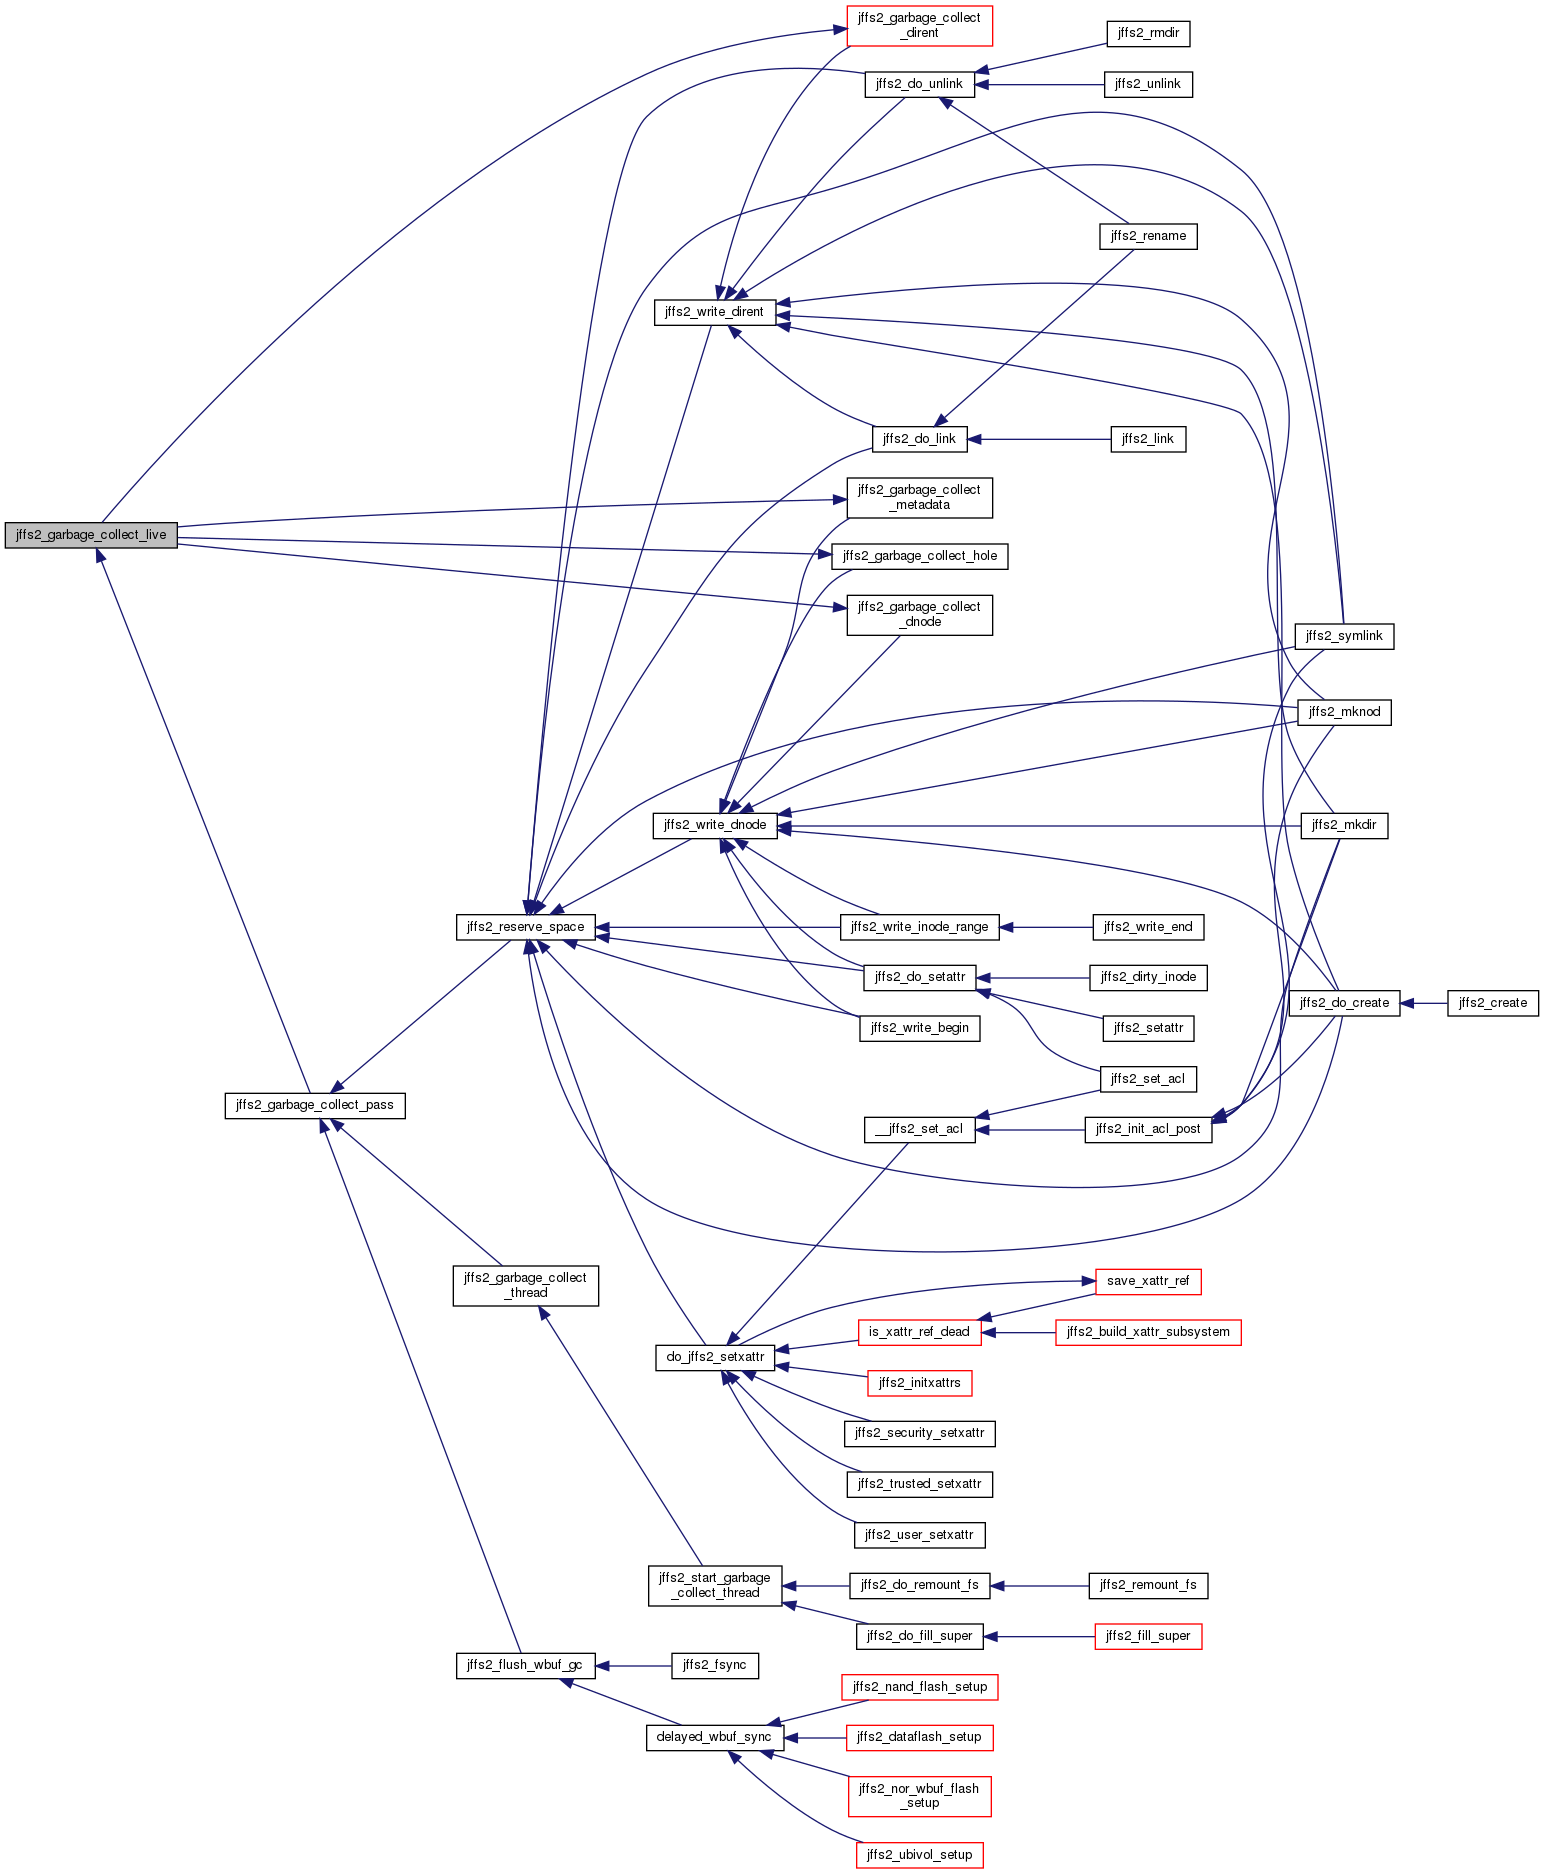 jffs2_garbage_collect
_dirent
jffs2_rmdir
jffs2_do_unlink
jffs2_unlink
jffs2_rename
jffs2_write_dirent
jffs2_do_link
jffs2_link
jffs2_garbage_collect
_metadata
jffs2_garbage_collect_live
jffs2_garbage_collect_hole
jffs2_garbage_collect
_dnode
jffs2_symlink
jffs2_mknod
jffs2_write_dnode
jffs2_mkdir
jffs2_reserve_space
jffs2_write_inode_range
jffs2_write_end
jffs2_do_setattr
jffs2_dirty_inode
jffs2_do_create
jffs2_create
jffs2_write_begin
jffs2_setattr
jffs2_set_acl
jffs2_garbage_collect_pass
__jffs2_set_acl
jffs2_init_acl_post
jffs2_garbage_collect
_thread
save_xattr_ref
is_xattr_ref_dead
jffs2_build_xattr_subsystem
do_jffs2_setxattr
jffs2_initxattrs
jffs2_security_setxattr
jffs2_trusted_setxattr
jffs2_user_setxattr
jffs2_start_garbage
_collect_thread
jffs2_do_remount_fs
jffs2_remount_fs
jffs2_do_fill_super
jffs2_fill_super
jffs2_flush_wbuf_gc
jffs2_fsync
jffs2_nand_flash_setup
delayed_wbuf_sync
jffs2_dataflash_setup
jffs2_nor_wbuf_flash
_setup
jffs2_ubivol_setup